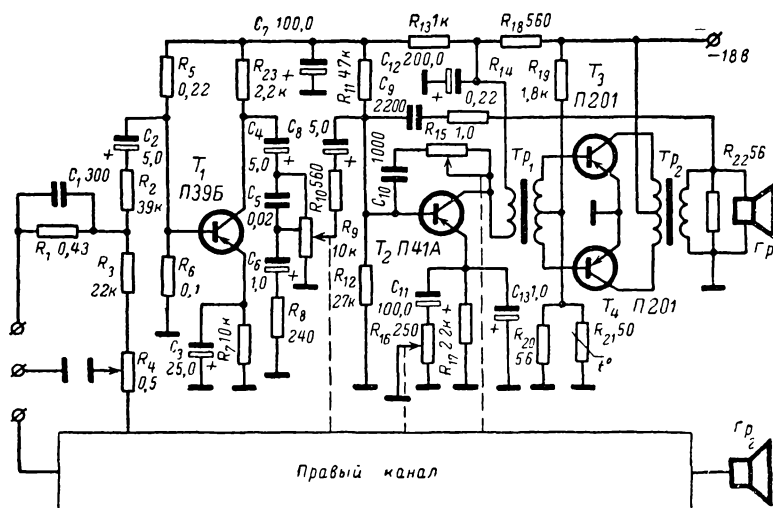 C7 100,0
R13 1к
R18 560
–
-18В
R5
0,22
R23
2,2к
R11 47к
C12
200,0
C9
2200
R14
0,22
R19
1,8к
T3
П201
C2
5,0
C4
5,0
C8 5,0
R15 1,0
C1 300
R2
39к
T1
П39Б
C5
0,02
R10 560
1000
C10
Тр1
Тр2
R22 56
R1 0,43
R9
10к
T2 П41А
Гр1
R3
22к
R6
0,1
C6
1,0
R12
27к
C11
100,0
C13 1,0
T4
П201
R4
0,5
C3
25,0
R7 10к
R8
240
R16 250
R17 2,2к
R20
56
R21 50
t°
Правый канал
Гр2